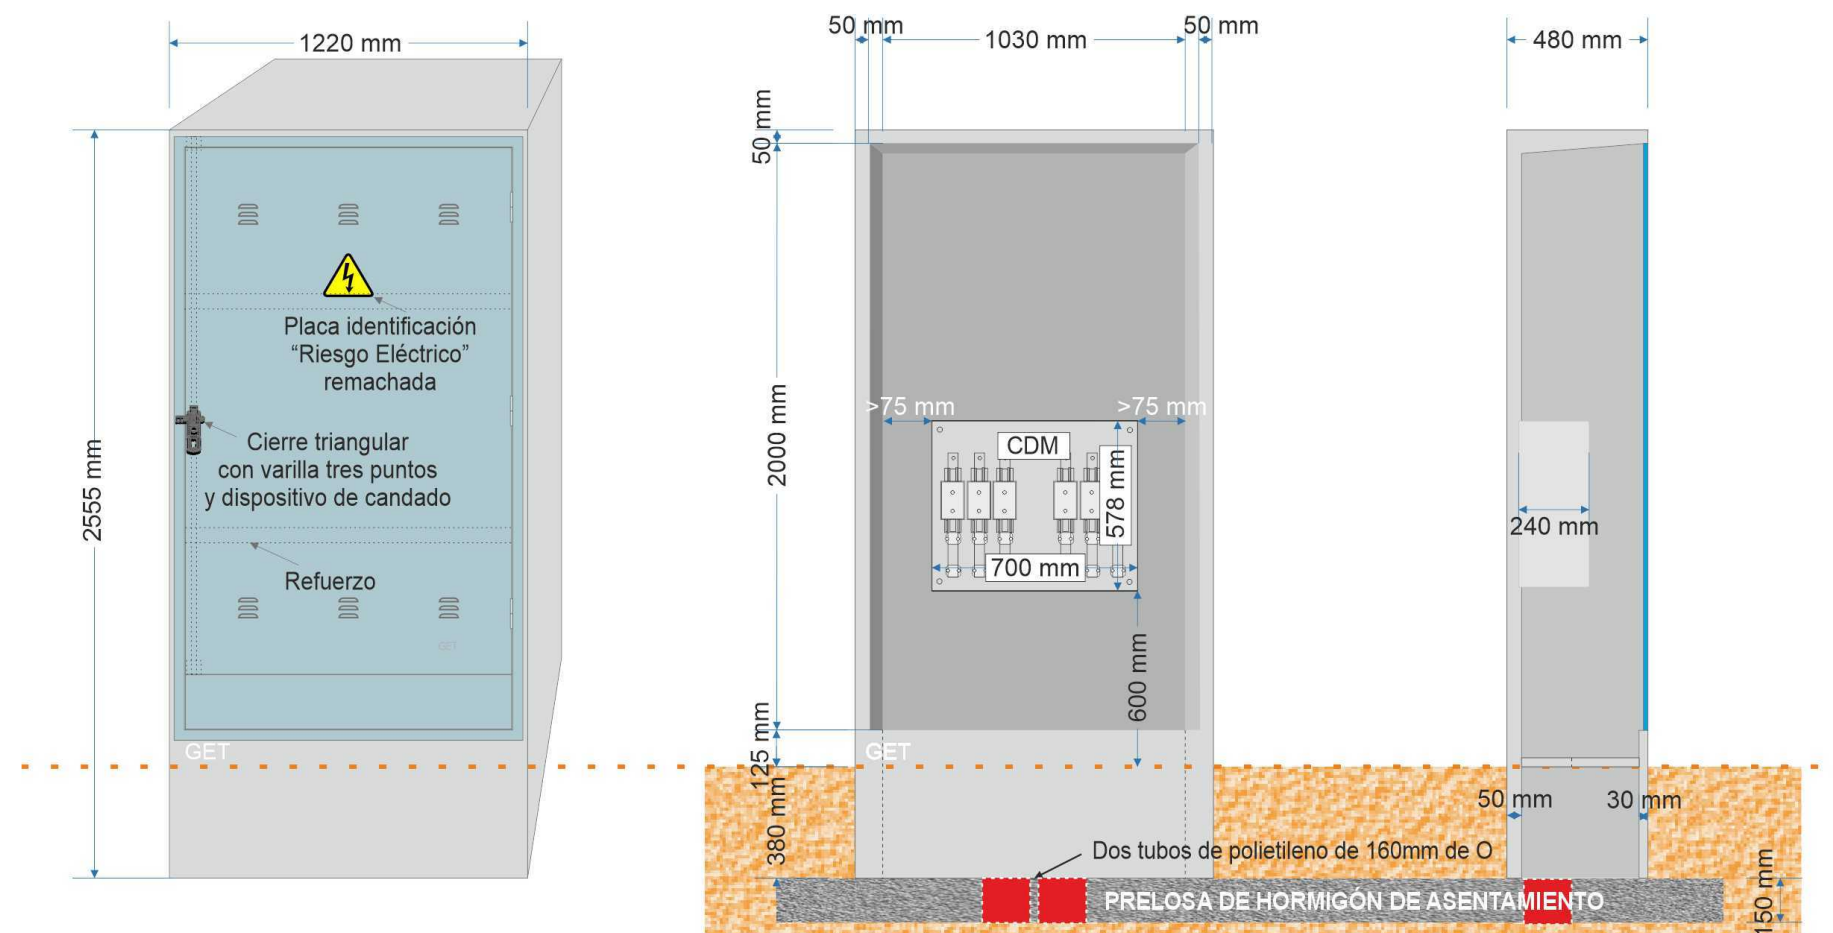 1220 mm
2555 mm
Placa identificación
“Riesgo Eléctrico”
remachada
Cierre triangular
con varilla tres puntos
y dispositivo de candado
Refuerzo
GET
GET
50 mm
1030 mm
50 mm
50 mm
2000 mm
>75 mm
>75 mm
CDM
578 mm
700 mm
600 mm
125 mm
GET
380 mm
Dos tubos de polietileno de 160mm de O
PRELOSA DE HORMIGÓN DE ASENTAMIENTO
480 mm
240 mm
50 mm
30 mm
150 mm